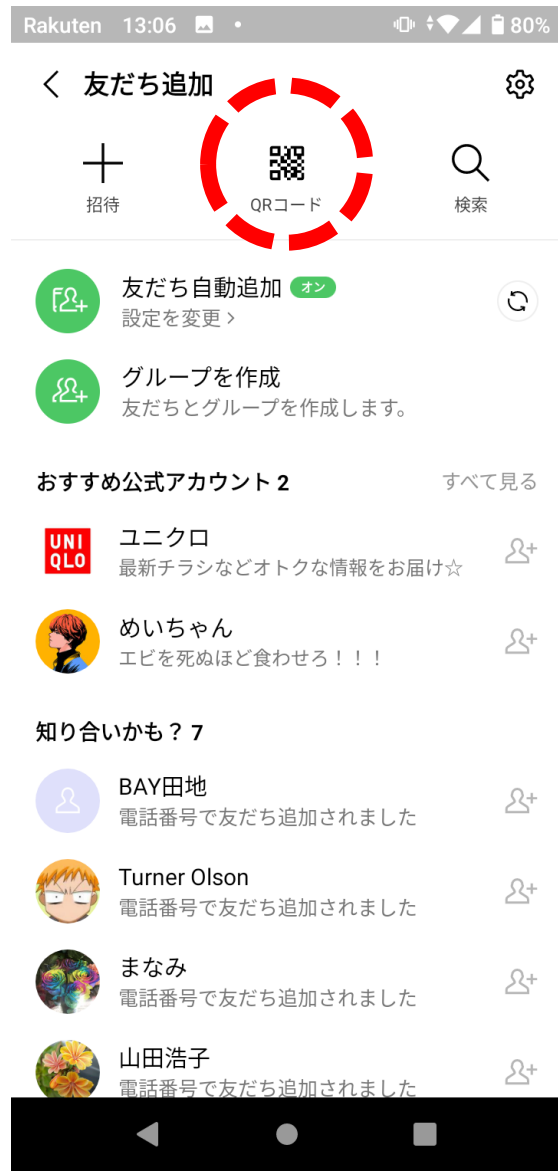 Rakuten 13:06 80%
友だち追加
招待 QRコード 検索
友だち自動追加 オン
設定を変更 >
グループを作成
友だちとグループを作成します。
おすすめ公式アカウント 2 すべて見る
UNI
QLO
ユニクロ
最新チラシなどオトクな情報をお届け☆
めいちゃん
エビを死ぬほど食わせろ！！！
知り合いかも？ 7
BAY田地
電話番号で友だち追加されました
Turner Olson
電話番号で友だち追加されました
まなみ
電話番号で友だち追加されました
山田浩子
電話番号で友だち追加されました